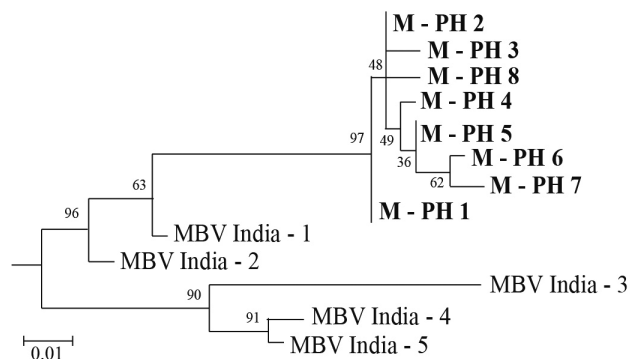 M - PH 2
M - PH 3
48
M - PH 8
M - PH 4
97
49
M - PH 5
36
M - PH 6
62
M - PH 7
63
M - PH 1
96
MBV India - 1
MBV India - 2
90
MBV India - 3
91
MBV India - 4
MBV India - 5
0.01